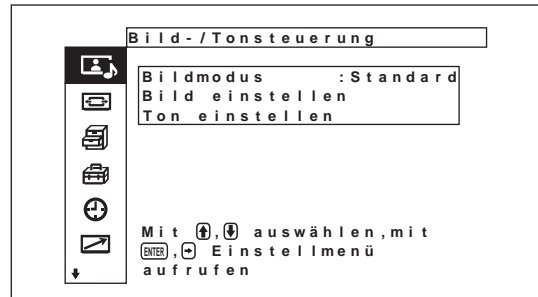 Bild-/Tonsteuerung
Bildmodus :Standard
Bild einstellen
Ton einstellen
Mit ⬆,⬇ auswählen,mit
ENTER,➡ Einstellmenü
aufrufen